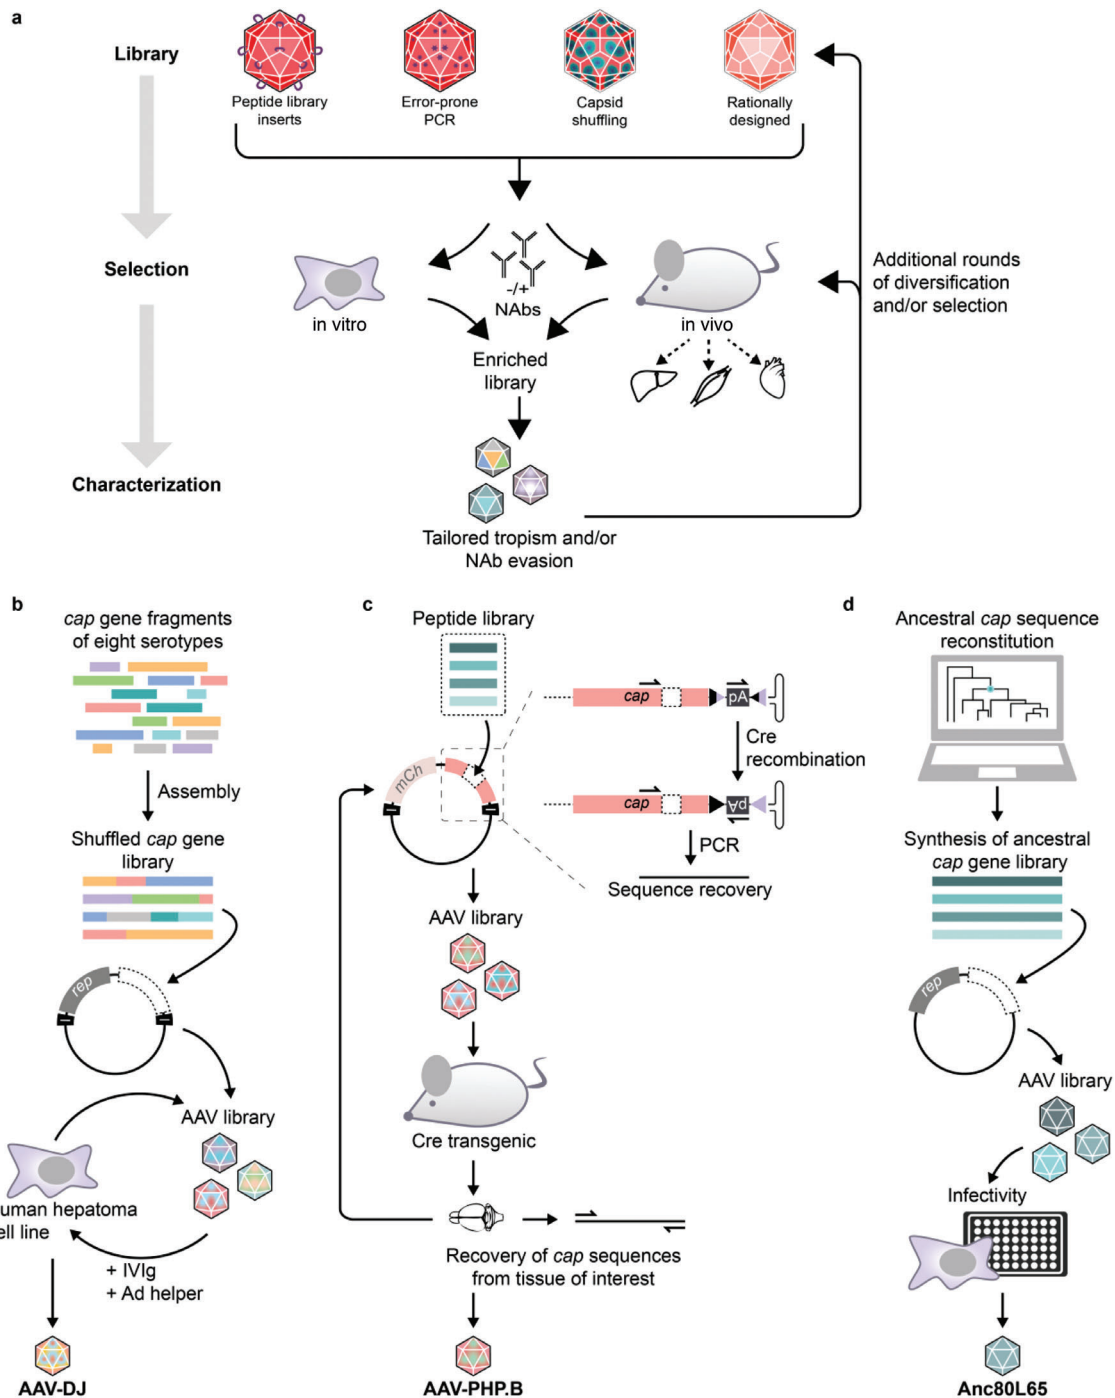 a
Library
Peptide library
inserts
Error-prone
PCR
Capsid
shuffling
Rationally
designed
Selection
in vitro
-/+
NAbs
in vivo
Additional rounds
of diversification
and/or selection
Enriched
library
Characterization
Tailored tropism and/or
NAb evasion
b
cap gene fragments
of eight serotypes
Assembly
Shuffled cap gene
library
rep
AAV library
uman hepatoma
ell line
+ IVIg
+ Ad helper
AAV-DJ
c
Peptide library
mCh
cap
pA
Cre
recombination
cap
pA
PCR
Sequence recovery
AAV library
Cre transgenic
Recovery of cap sequences
from tissue of interest
AAV-PHP.B
d
Ancestral cap sequence
reconstitution
Synthesis of ancestral
cap gene library
rep
AAV library
Infectivity
Anc80L65